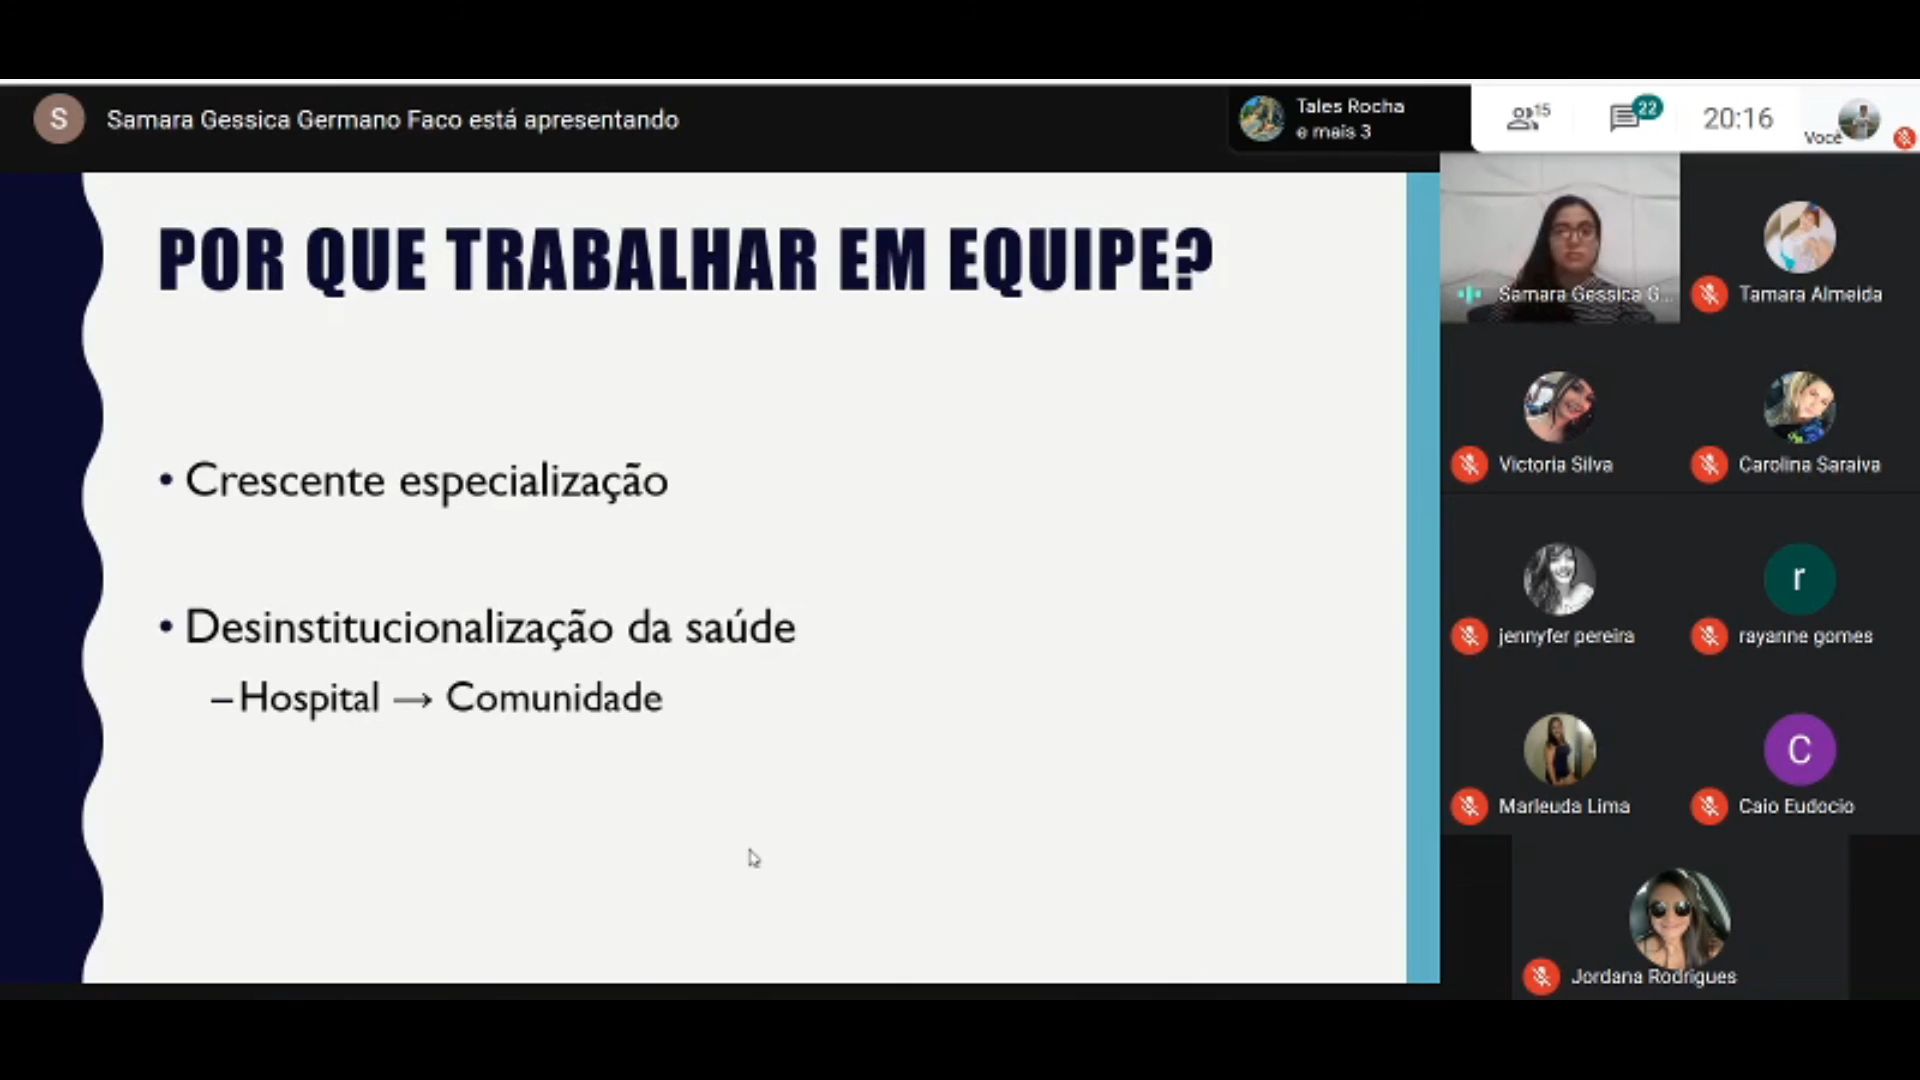 S
Samara Gessica Germano Faco está apresentando
Tales Rocha
e mais 3
15
22
20:16
Você
POR QUE TRABALHAR EM EQUIPE?
• Crescente especialização
• Desinstitucionalização da saúde
– Hospital → Comunidade
Samara Gessica G...
Tamara Almeida
Victoria Silva
Carolina Saraiva
jennyfer pereira
r
rayanne gomes
Marleuda Lima
C
Caio Eudocio
Jordana Rodrigues